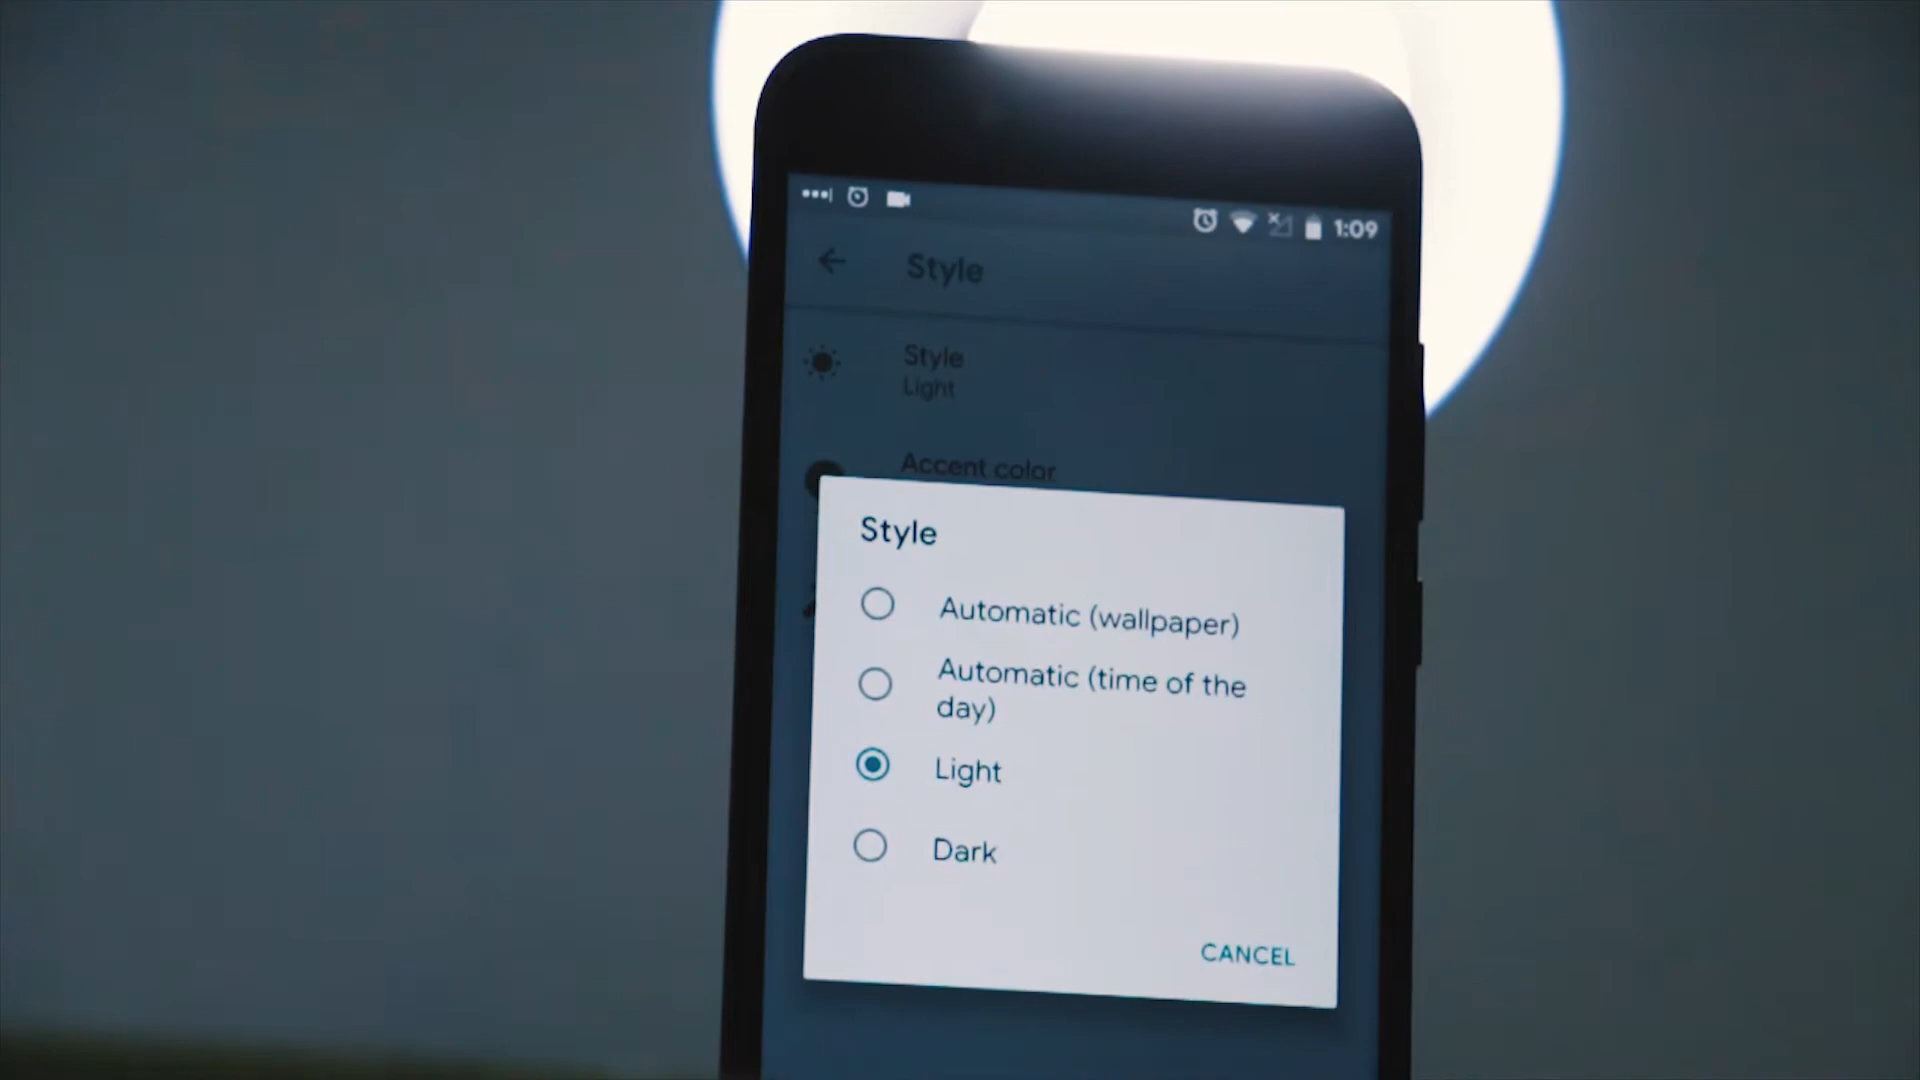 1:09
Style
Style
Light
Accent color
Style
Automatic (wallpaper)
Automatic (time of the
day)
Light
Dark
CANCEL